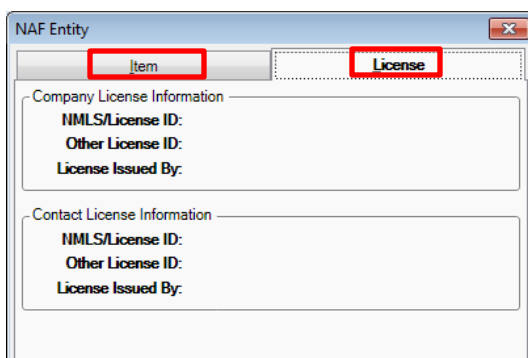 NAF Entity
Item
License
Company License Information
NMLS/License ID:
Other License ID:
License Issued By:
Contact License Information
NMLS/License ID:
Other License ID:
License Issued By: